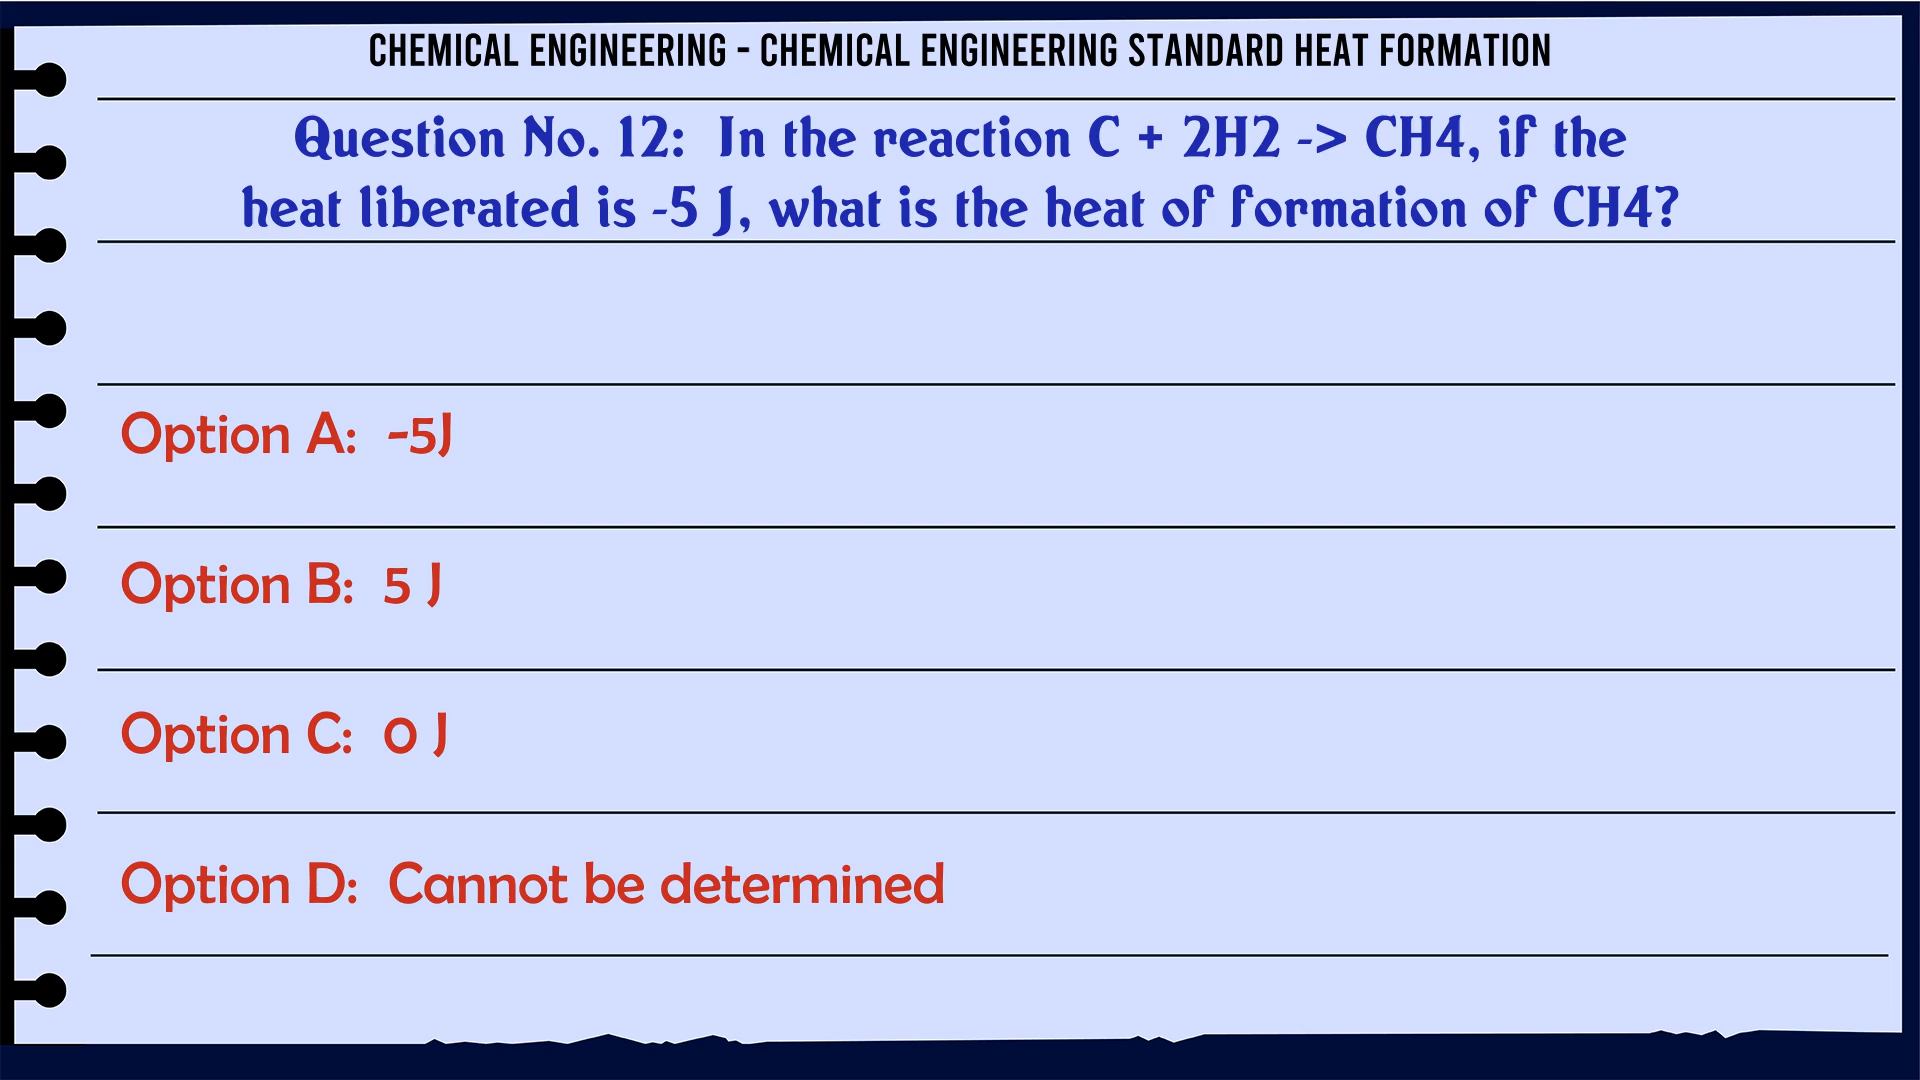 CHEMICAL ENGINEERING - CHEMICAL ENGINEERING STANDARD HEAT FORMATION
Question No. 12: In the reaction C + 2H2 -> CH4, if the
heat liberated is -5 J, what is the heat of formation of CH4?
Option A: -5J
Option B: 5 J
Option C: 0 J
Option D: Cannot be determined